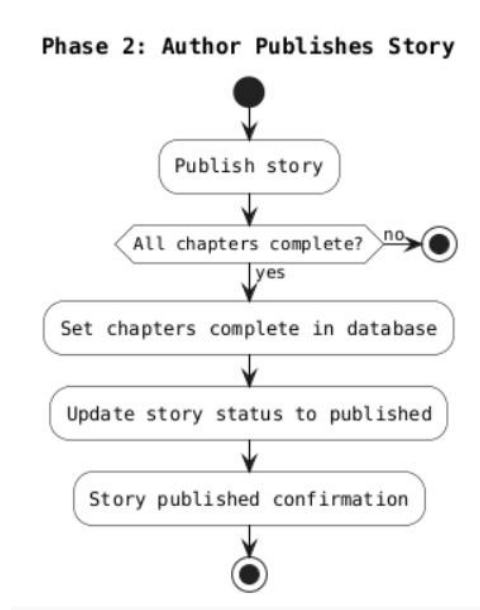 Phase 2: Author Publishes Story
Publish story
All chapters complete?
no
yes
Set chapters complete in database
Update story status to published
Story published confirmation